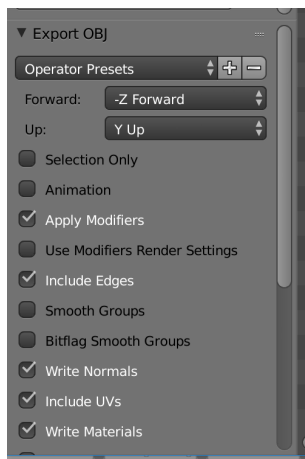 Export OBJ
Operator Presets
Forward: -Z Forward
Up: Y Up
Selection Only
Animation
Apply Modifiers
Use Modifiers Render Settings
Include Edges
Smooth Groups
Bitflag Smooth Groups
Write Normals
Include UVs
Write Materials